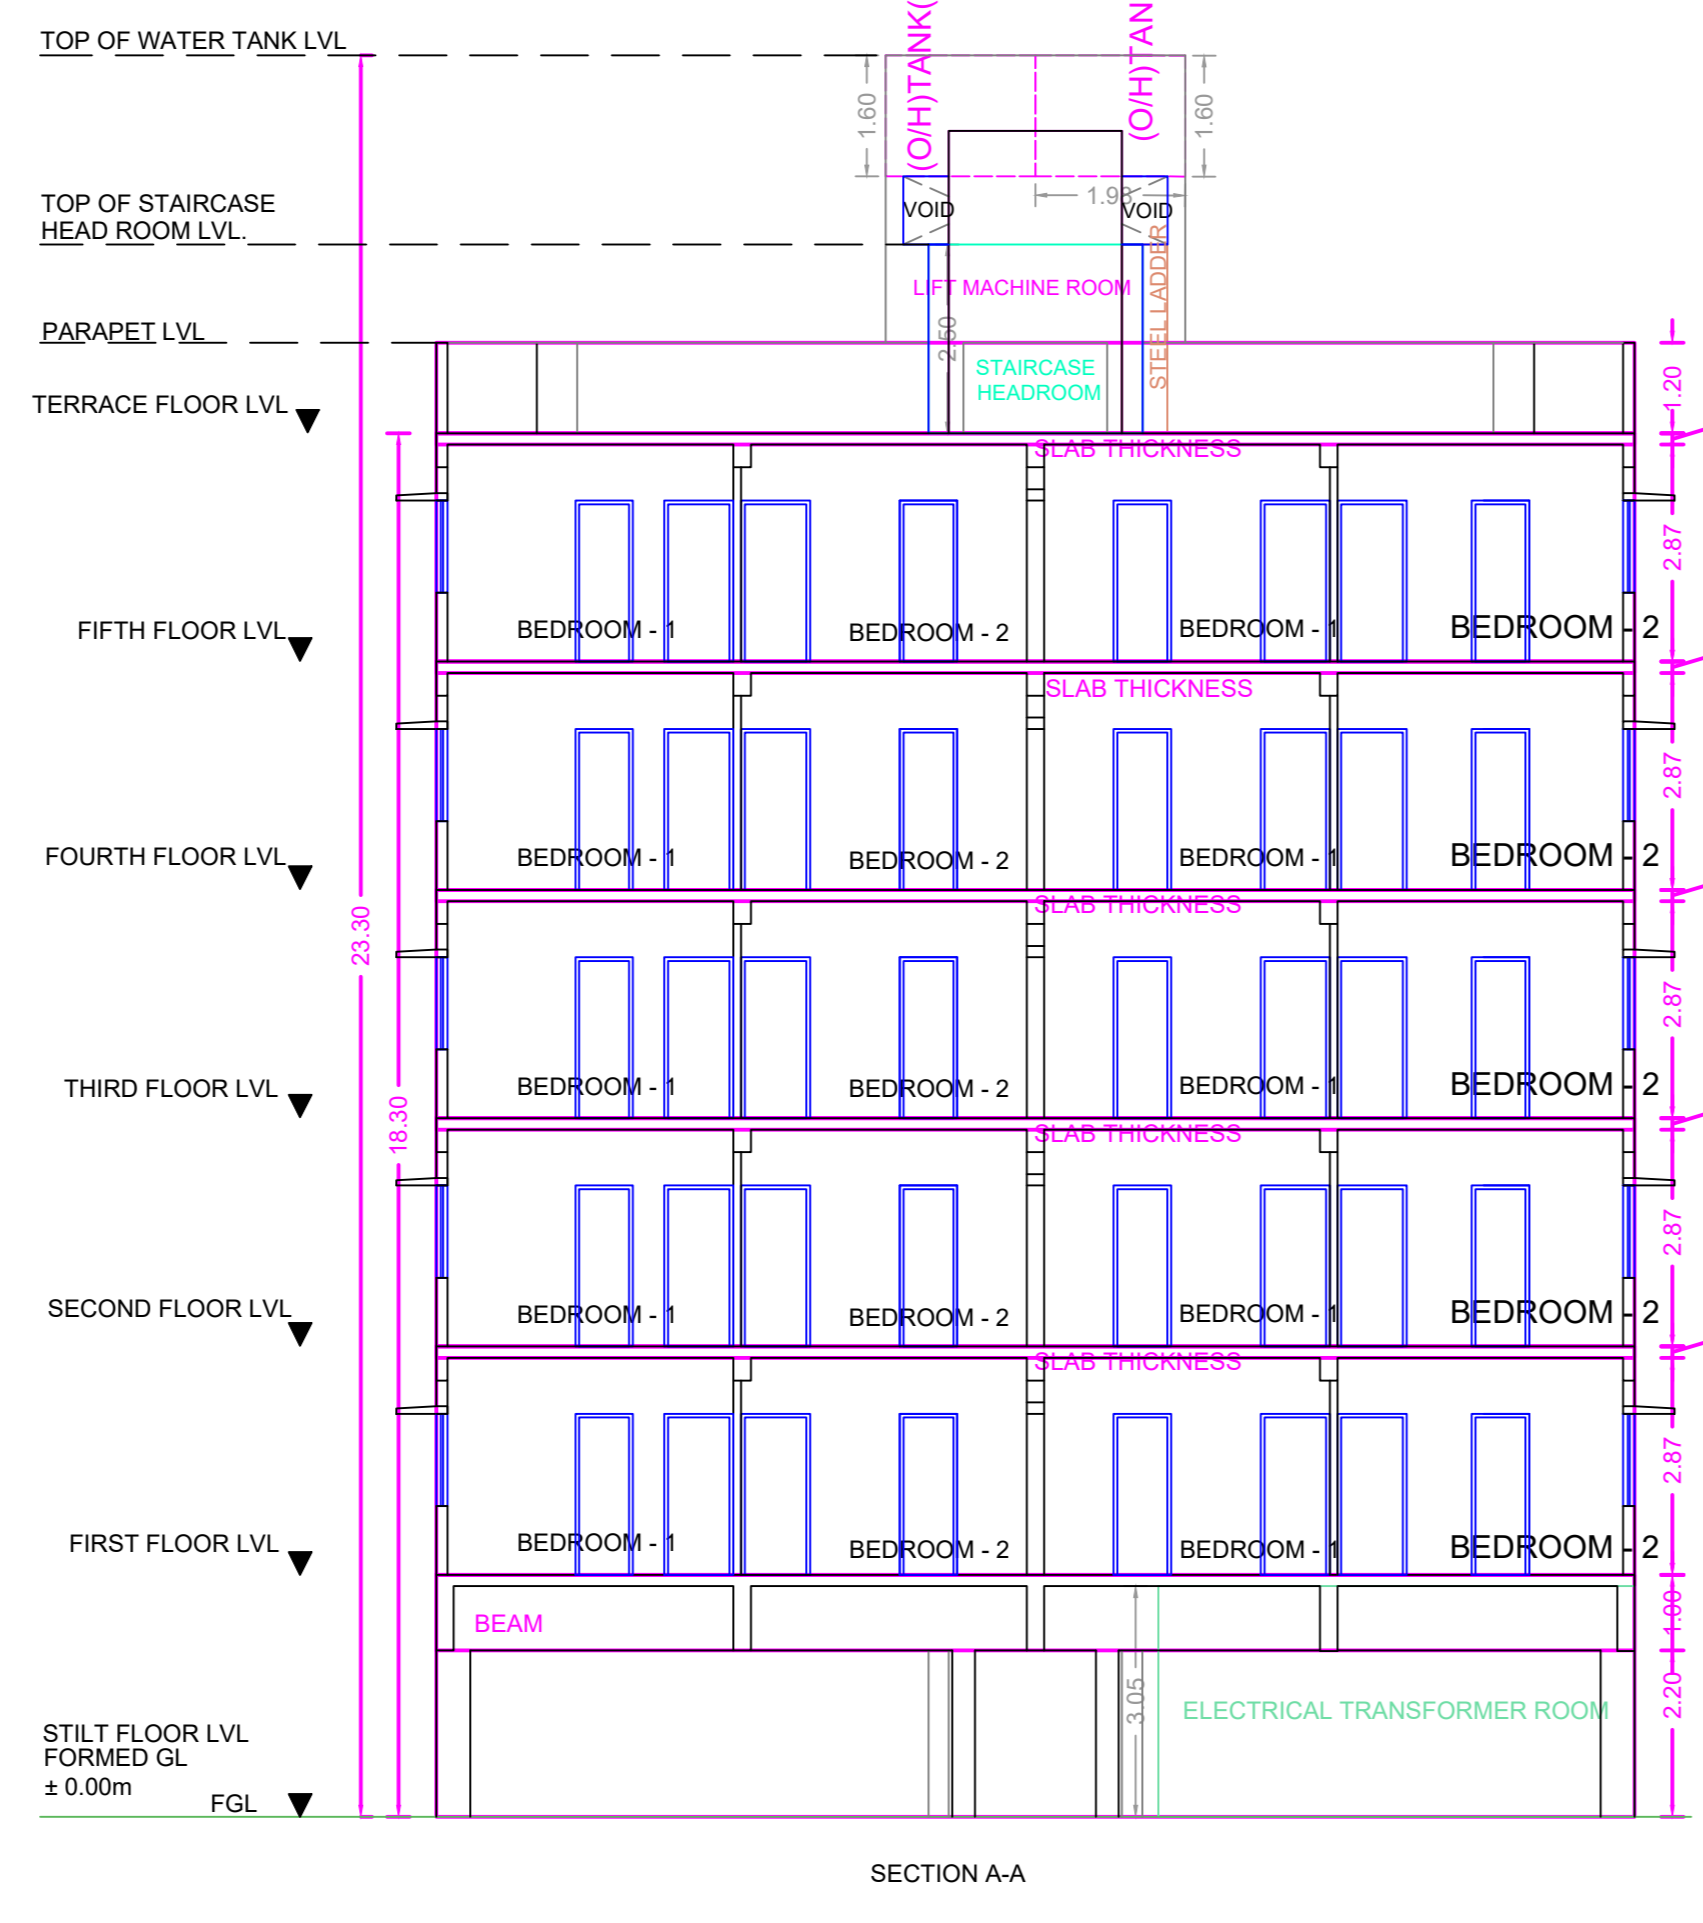 TOP OF WATER TANK LVL
(O/H)TANK(
(O/H)TAN
1.60
1.60
TOP OF STAIRCASE
HEAD ROOM LVL.
1.98
VOID
VOID
LIFT MACHINE ROOM
STEEL LADDER
2.50
PARAPET LVL
STAIRCASE
HEADROOM
1.20
TERRACE FLOOR LVL
SLAB THICKNESS
2.87
FIFTH FLOOR LVL
BEDROOM - 1
BEDROOM - 2
BEDROOM - 1
BEDROOM - 2
SLAB THICKNESS
2.87
FOURTH FLOOR LVL
BEDROOM - 1
BEDROOM - 2
BEDROOM - 1
BEDROOM - 2
SLAB THICKNESS
23.30
2.87
THIRD FLOOR LVL
BEDROOM - 1
BEDROOM - 2
BEDROOM - 1
BEDROOM - 2
18.30
SLAB THICKNESS
2.87
SECOND FLOOR LVL
BEDROOM - 1
BEDROOM - 2
BEDROOM - 1
BEDROOM - 2
SLAB THICKNESS
2.87
FIRST FLOOR LVL
BEDROOM - 1
BEDROOM - 2
BEDROOM - 1
BEDROOM - 2
BEAM
1.00
3.05
ELECTRICAL TRANSFORMER ROOM
2.20
STILT FLOOR LVL
FORMED GL
± 0.00m
FGL
SECTION A-A